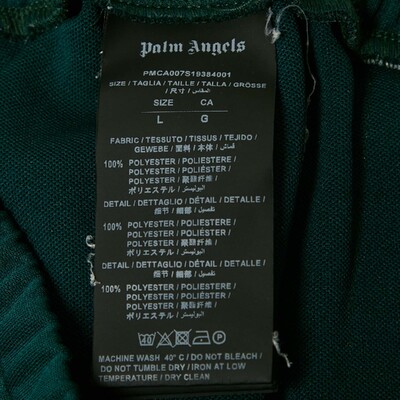 Palm Angels
PMCA007S19384001
SIZE / TAGLIA / TAILLE / TALLA / GRÖSSE
/ 尺寸 / المقاس
SIZE CA
L G
FABRIC / TESSUTO / TISSUS / TEJIDO /
GEWEBE / 面料 / 本体 / قماش
100% POLYESTER / POLIESTERE /
POLYESTER / POLIÉSTER /
POLYESTER / 聚酯纤维 /
ポリエステル / البوليستر
DETAIL / DETTAGLIO / DÉTAIL / DETALLE /
DETAIL / 细节 / 細部 / تفصيل
100% POLYESTER / POLIESTERE /
POLYESTER / POLIÉSTER /
POLYESTER / 聚酯纤维 /
ポリエステル / البوليستر
DETAIL / DETTAGLIO / DÉTAIL / DETALLE /
DETAIL / 细节 / 細部 / تفصيل
100% POLYESTER / POLIESTERE /
POLYESTER / POLIÉSTER /
POLYESTER / 聚酯纤维 /
ポリエステル / البوليستر
MACHINE WASH 40° C / DO NOT BLEACH /
DO NOT TUMBLE DRY / IRON AT LOW
TEMPERATURE / DRY CLEAN